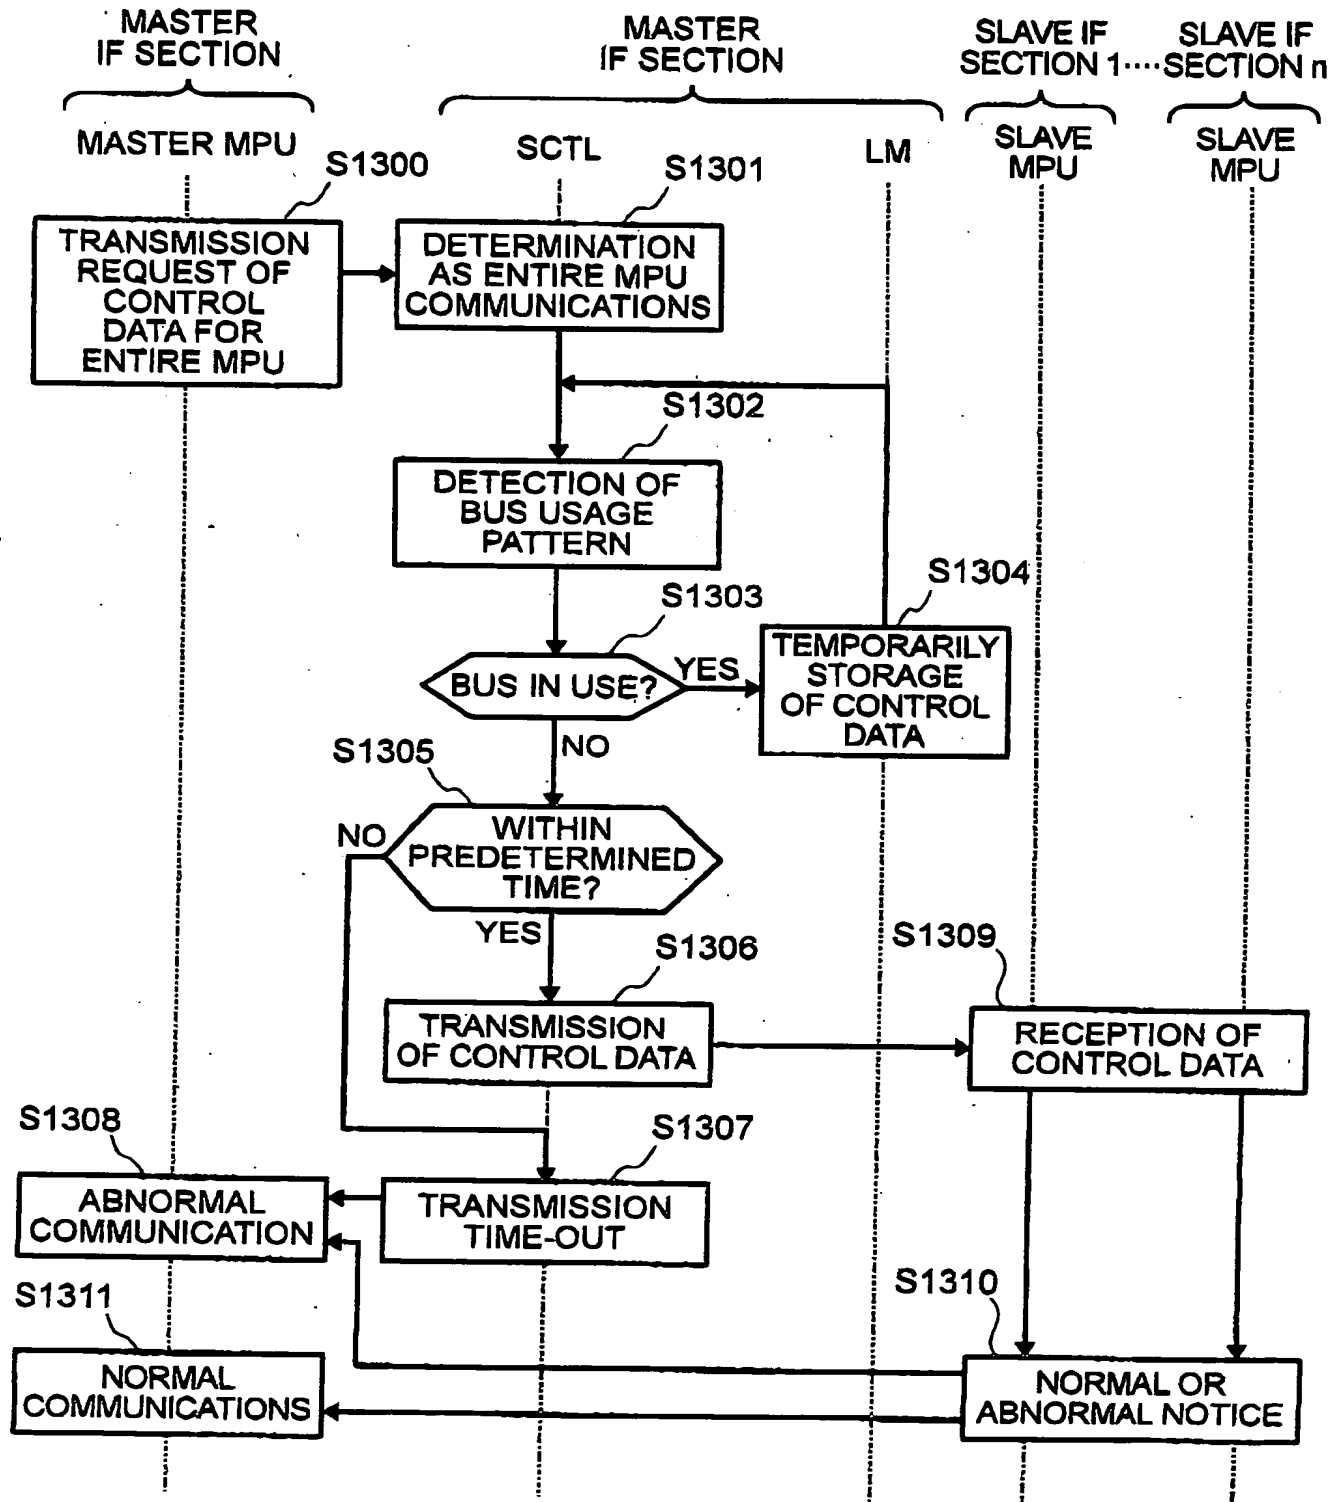 MASTER
IF SECTION
MASTER
IF SECTION
SLAVE IF
SECTION 1
····
SLAVE IF
SECTION n
MASTER MPU
SCTL
LM
SLAVE
MPU
SLAVE
MPU
S1300
TRANSMISSION
REQUEST OF
CONTROL
DATA FOR
ENTIRE MPU
S1301
DETERMINATION
AS ENTIRE MPU
COMMUNICATIONS
S1302
DETECTION OF
BUS USAGE
PATTERN
S1303
BUS IN USE?
YES
NO
S1304
TEMPORARILY
STORAGE
OF CONTROL
DATA
S1305
WITHIN
PREDETERMINED
TIME?
NO
YES
S1306
TRANSMISSION
OF CONTROL DATA
S1309
RECEPTION OF
CONTROL DATA
S1308
ABNORMAL
COMMUNICATION
S1307
TRANSMISSION
TIME-OUT
S1311
NORMAL
COMMUNICATIONS
S1310
NORMAL OR
ABNORMAL NOTICE